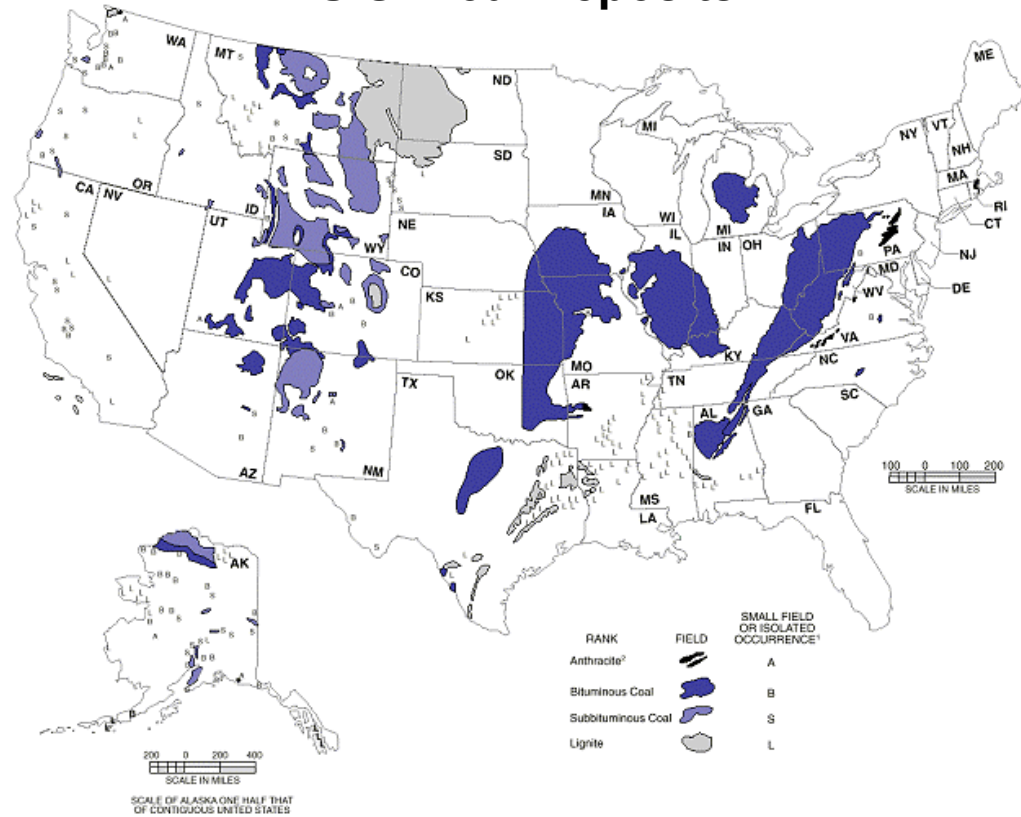 WA
MT
ND
ME
MI
NY
VT
NH
SD
MN
MA
OR
ID
CA
NV
UT
WY
NE
IA
WI
MI
RI
CT
IL
IN
OH
PA
NJ
CO
MD
DE
KS
WV
MO
KY
VA
NC
TX
OK
AR
TN
SC
AL
GA
AZ
NM
MS
LA
FL
100 0 100 200
SCALE IN MILES
AK
200 0 200 400
SCALE IN MILES
SCALE OF ALASKA ONE HALF THAT
OF CONTIGUOUS UNITED STATES
SMALL FIELD
OR ISOLATED
RANK FIELD OCCURRENCE¹
Anthracite² A
Bituminous Coal B
Subbituminous Coal S
Lignite L